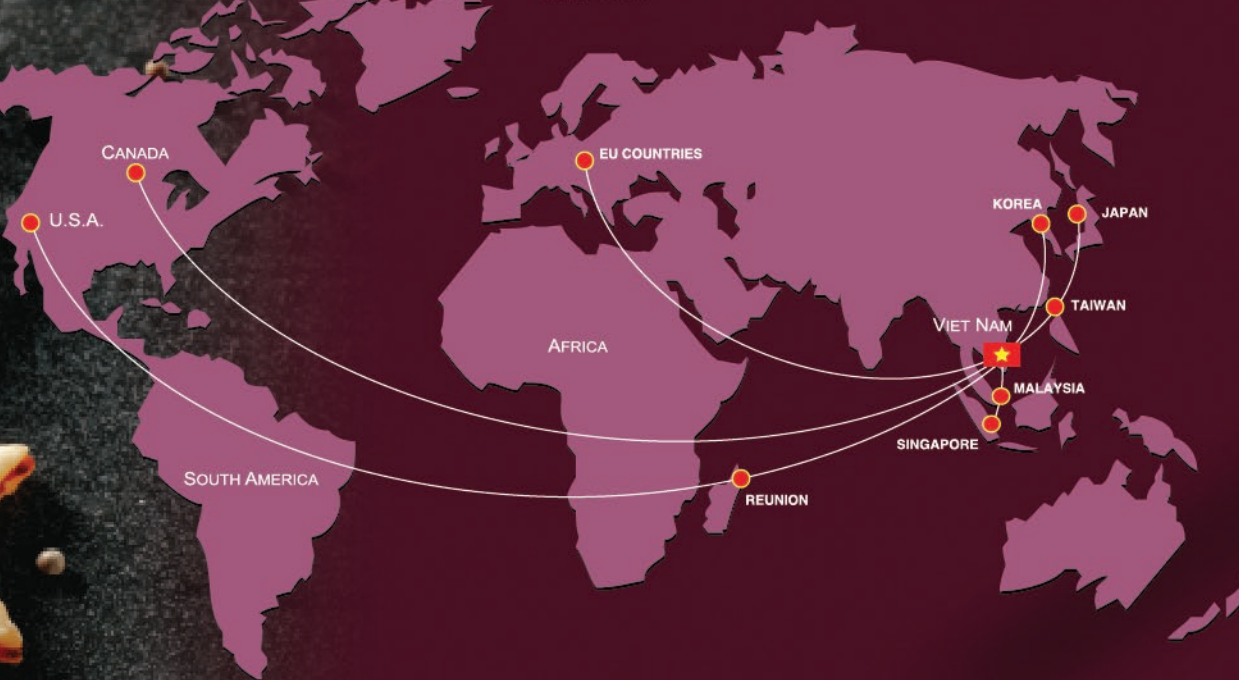 CANADA
U.S.A.
EU COUNTRIES
KOREA
JAPAN
TAIWAN
VIET NAM
AFRICA
MALAYSIA
SINGAPORE
SOUTH AMERICA
REUNION